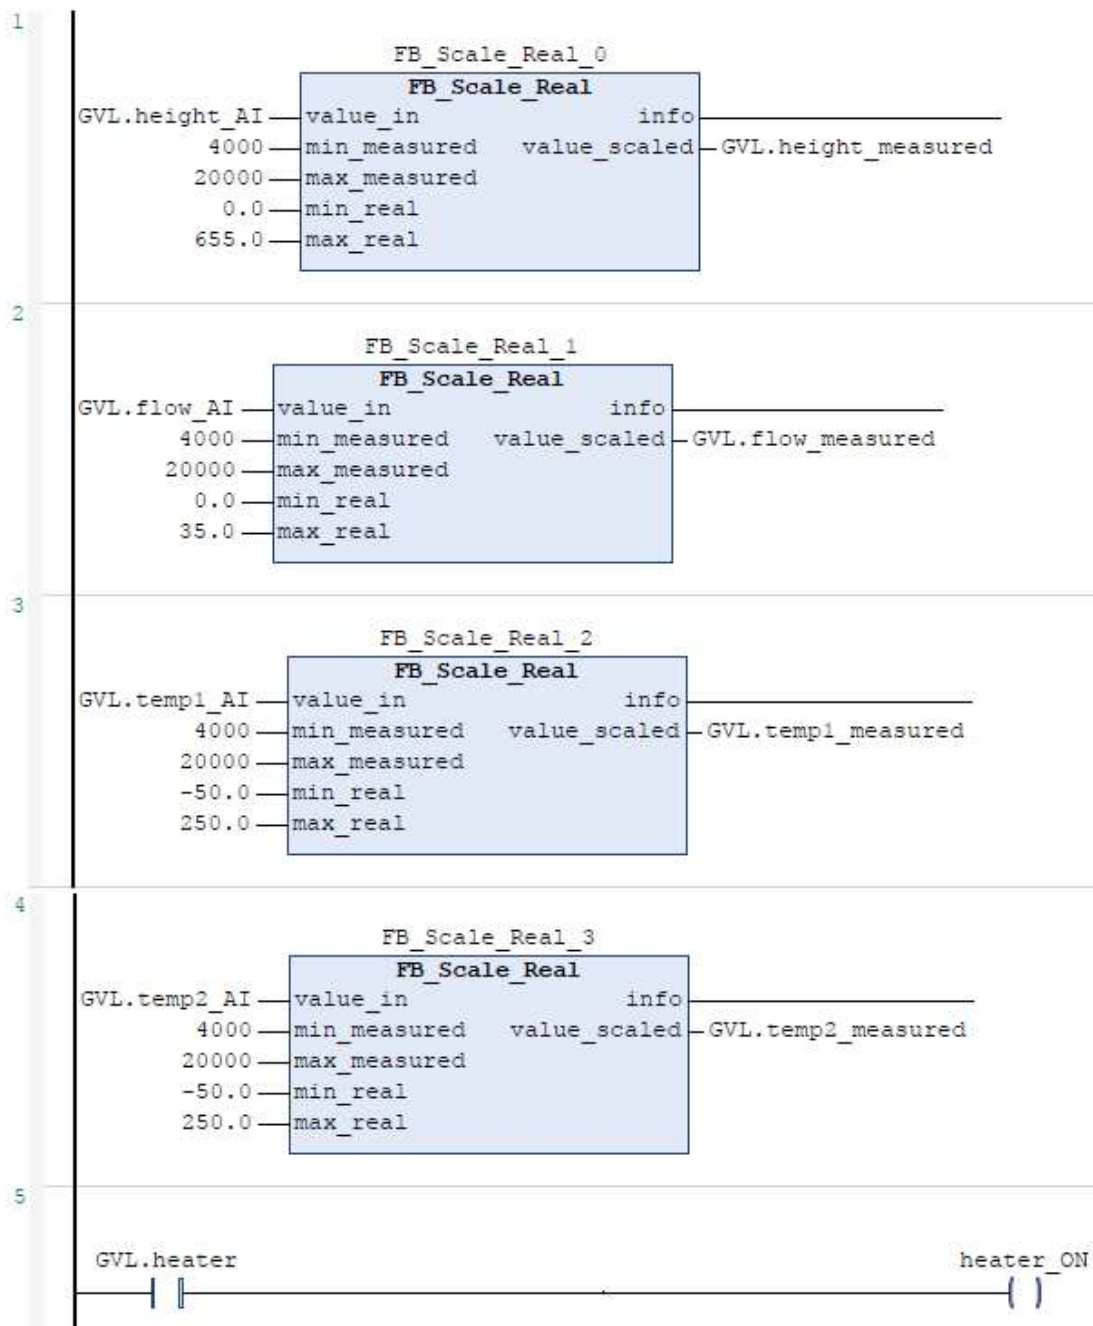 1
FB_Scale_Real_0
FB_Scale_Real
GVL.height_AI value_in info
4000 min_measured value_scaled GVL.height_measured
20000 max_measured
0.0 min_real
655.0 max_real
2
FB_Scale_Real_1
FB_Scale_Real
GVL.flow_AI value_in info
4000 min_measured value_scaled GVL.flow_measured
20000 max_measured
0.0 min_real
35.0 max_real
3
FB_Scale_Real_2
FB_Scale_Real
GVL.temp1_AI value_in info
4000 min_measured value_scaled GVL.temp1_measured
20000 max_measured
-50.0 min_real
250.0 max_real
4
FB_Scale_Real_3
FB_Scale_Real
GVL.temp2_AI value_in info
4000 min_measured value_scaled GVL.temp2_measured
20000 max_measured
-50.0 min_real
250.0 max_real
5
GVL.heater heater_ON